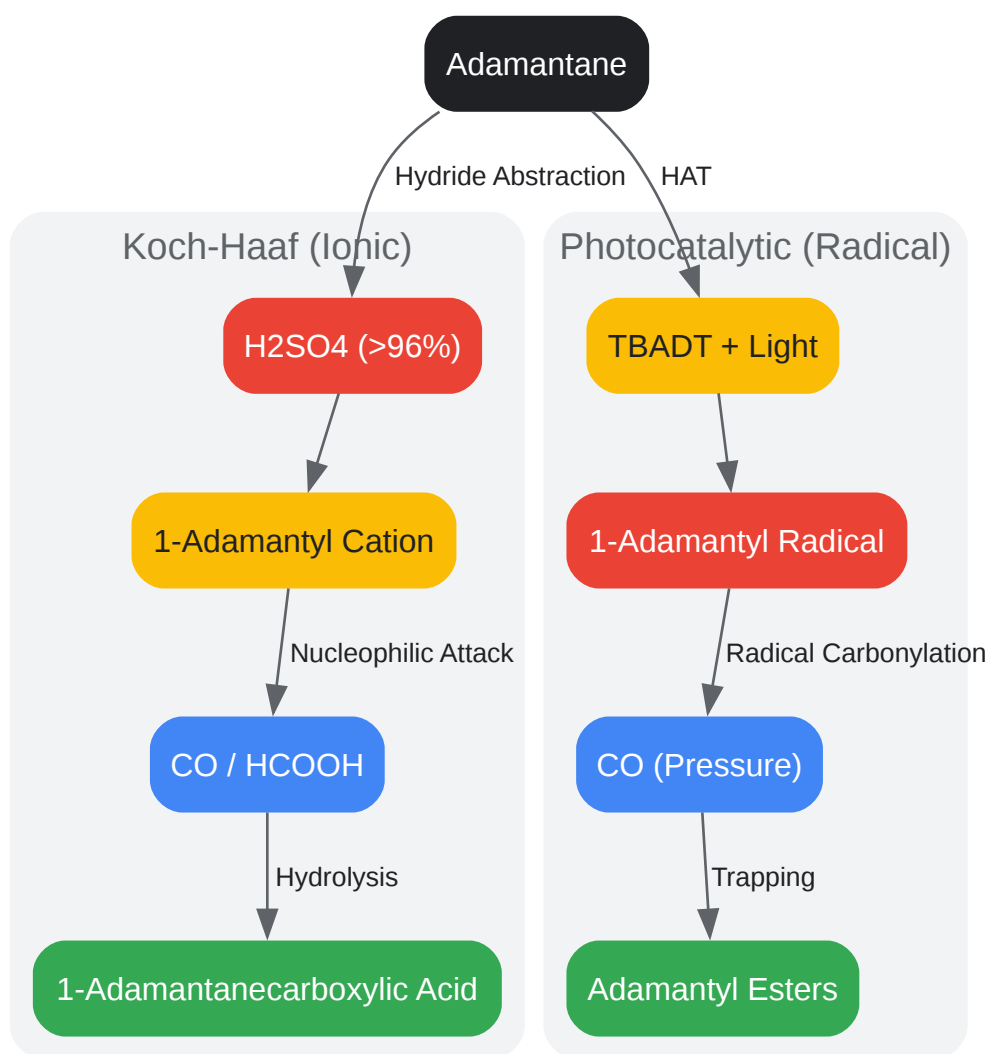 Adamantane
Hydride Abstraction
HAT
Koch-Haaf (Ionic)
Photocatalytic (Radical)
H2SO4 (>96%)
TBADT + Light
1-Adamantyl Cation
1-Adamantyl Radical
Nucleophilic Attack
Radical Carbonylation
CO / HCOOH
CO (Pressure)
Hydrolysis
Trapping
1-Adamantanecarboxylic Acid
Adamantyl Esters